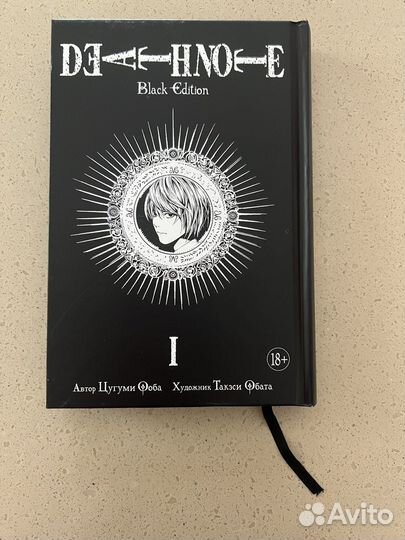 DEATH NOTE
Black Edition
I
18+
Автор Цугуми Ооба Художник Такэси Обата
Avito